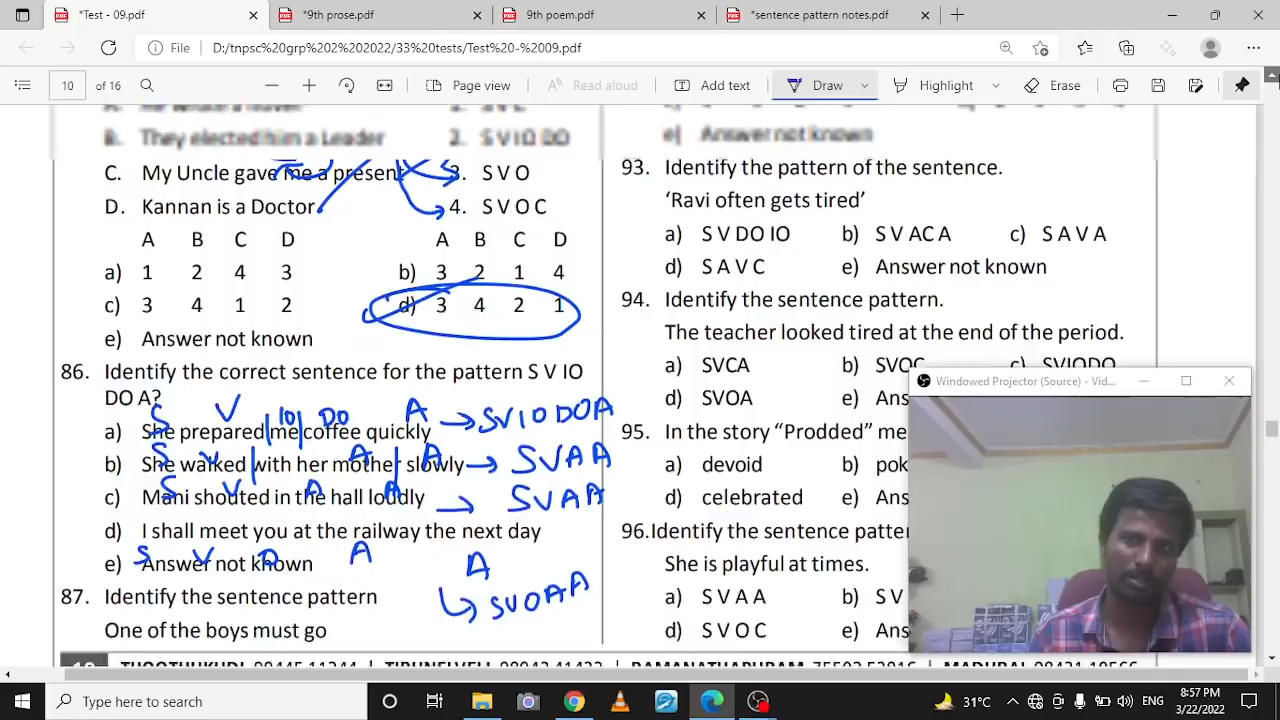 *Test - 09.pdf
*9th prose.pdf
9th poem.pdf
*sentence pattern notes.pdf
File D:/tnpsc%20grp%202%202022/33%20tests/Test%20-%2009.pdf
10 of 16
Page view
Read aloud
Add text
Draw
Highlight
Erase
B. They elected him a Leader 2. S V IO DO
C. My Uncle gave me a present 3. S V O
D. Kannan is a Doctor 4. S V O C
A B C D A B C D
a) 1 2 4 3 b) 3 2 1 4
c) 3 4 1 2 d) 3 4 2 1
e) Answer not known
86. Identify the correct sentence for the pattern S V IO
DO A?
S V IO DO A → SVIODOA
a) She prepared me coffee quickly
S V A A
b) She walked with her mother slowly → SVAA
S V A A
c) Mani shouted in the hall loudly → SVAA
d) I shall meet you at the railway the next day
S V O A A
e) Answer not known
SVOAA
87. Identify the sentence pattern
One of the boys must go
e) Answer not known
93. Identify the pattern of the sentence.
‘Ravi often gets tired’
a) S V DO IO b) S V AC A c) S A V A
d) S A V C e) Answer not known
94. Identify the sentence pattern.
The teacher looked tired at the end of the period.
a) SVCA b) SVOC c) SVIODO
d) SVOA e) Ans
95. In the story “Prodded” me
a) devoid b) pok
d) celebrated e) Ans
96.Identify the sentence patter
She is playful at times.
a) S V A A b) S V
d) S V O C e) Ans
Windowed Projector (Source) - Vid...
Type here to search
31°C
ENG
8:57 PM
3/22/2022